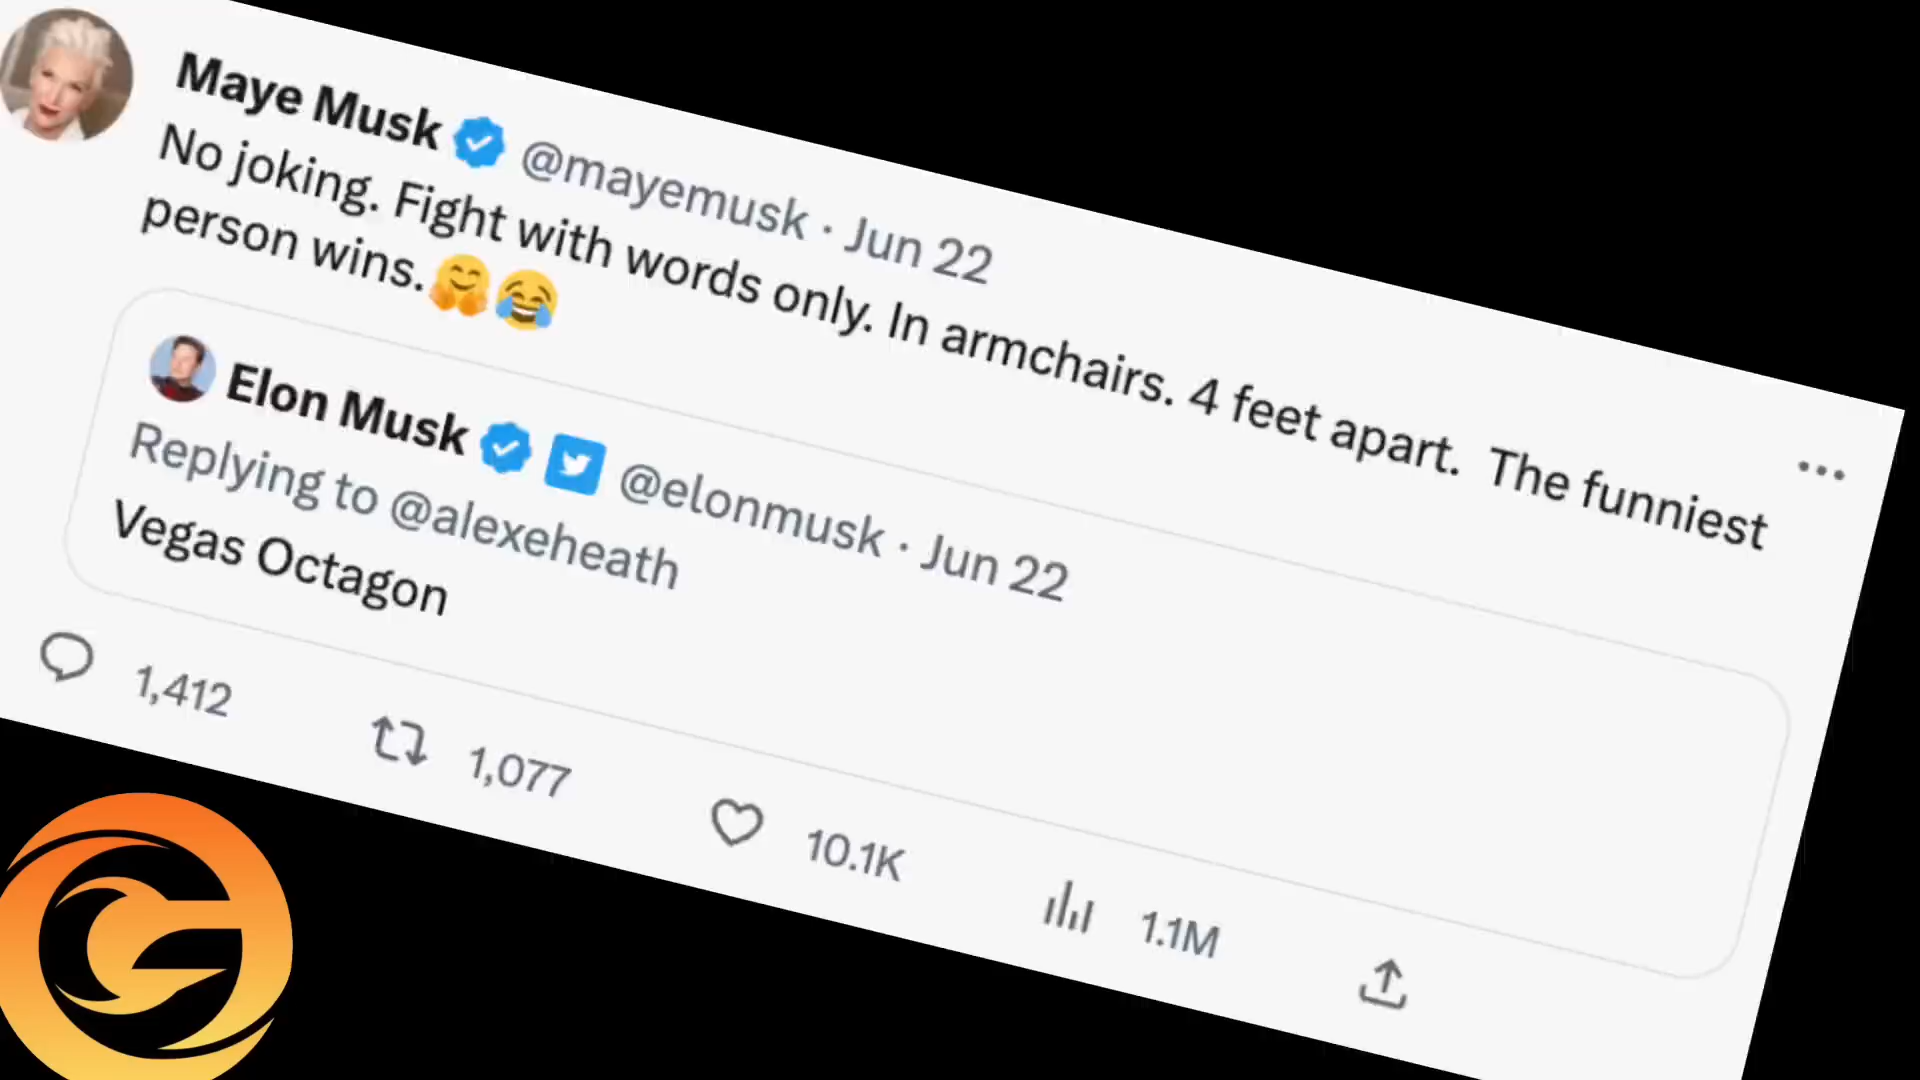 Maye Musk @mayemusk · Jun 22
No joking. Fight with words only. In armchairs. 4 feet apart.  The funniest
person wins.🤗😂
Elon Musk @elonmusk · Jun 22
Replying to @alexeheath
Vegas Octagon
1,412 1,077 10.1K 1.1M